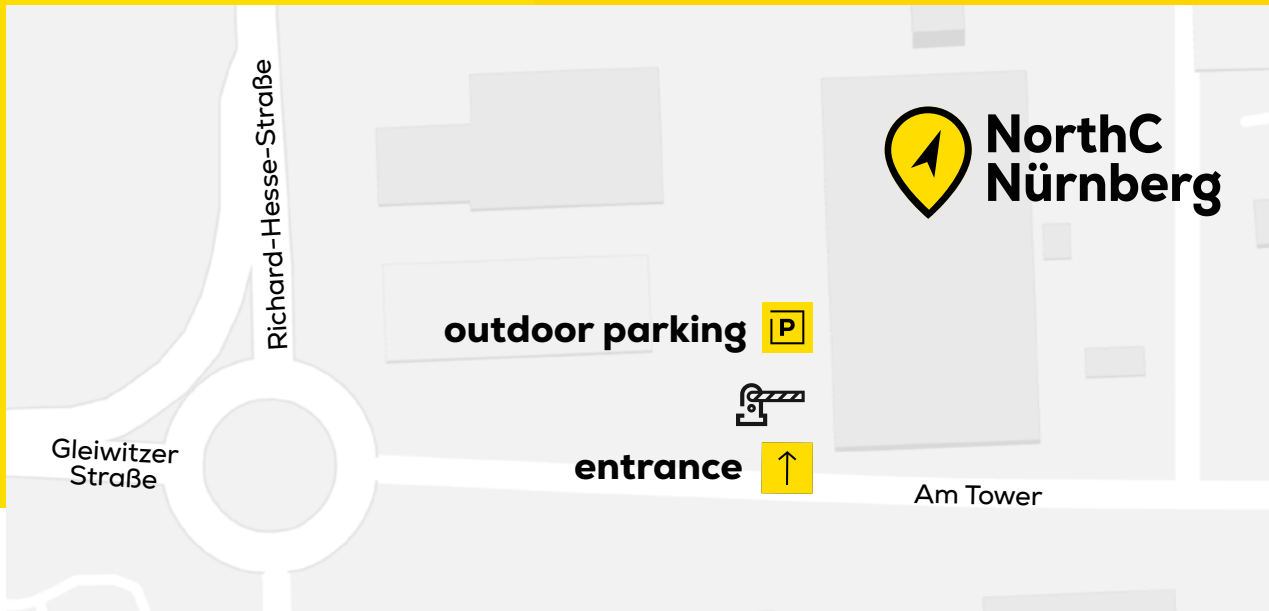 Richard-Hesse-Straße
NorthC
Nürnberg
outdoor parking
P
Gleiwitzer
Straße
entrance
Am Tower